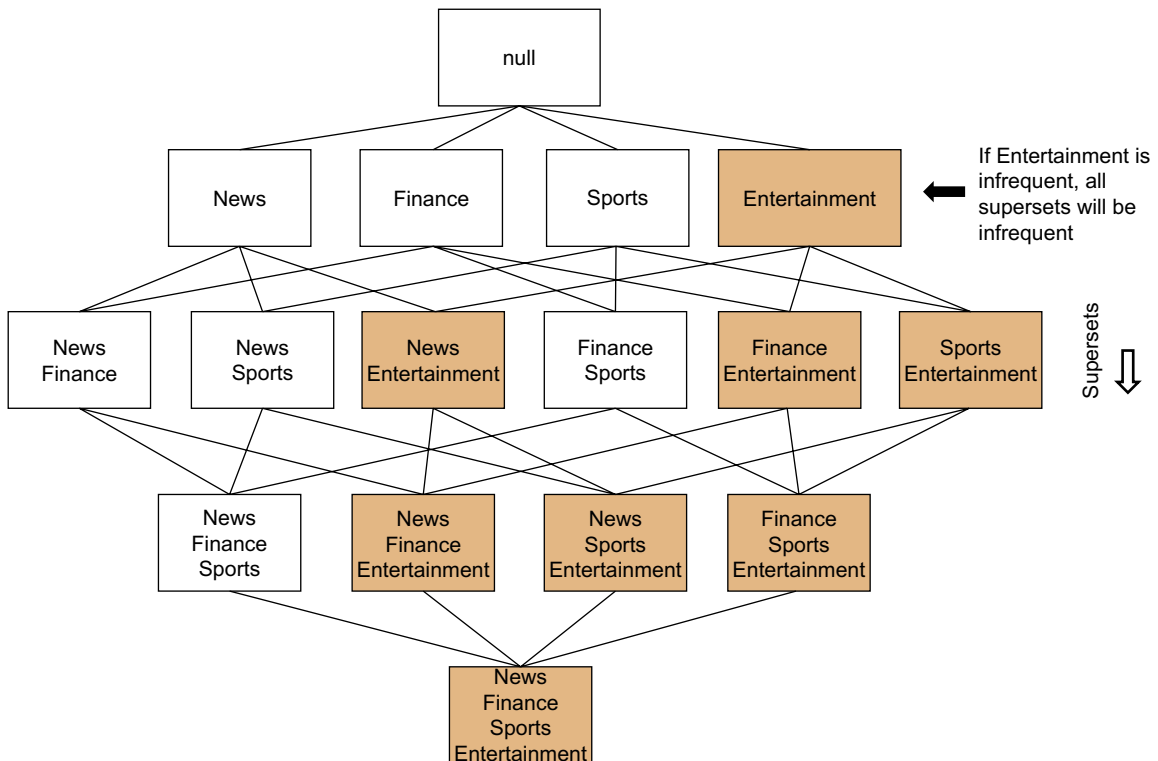 null
News
Finance
Sports
Entertainment
If Entertainment is
infrequent, all
supersets will be
infrequent
News
Finance
News
Sports
News
Entertainment
Finance
Sports
Finance
Entertainment
Sports
Entertainment
Supersets
News
Finance
Sports
News
Finance
Entertainment
News
Sports
Entertainment
Finance
Sports
Entertainment
News
Finance
Sports
Entertainment